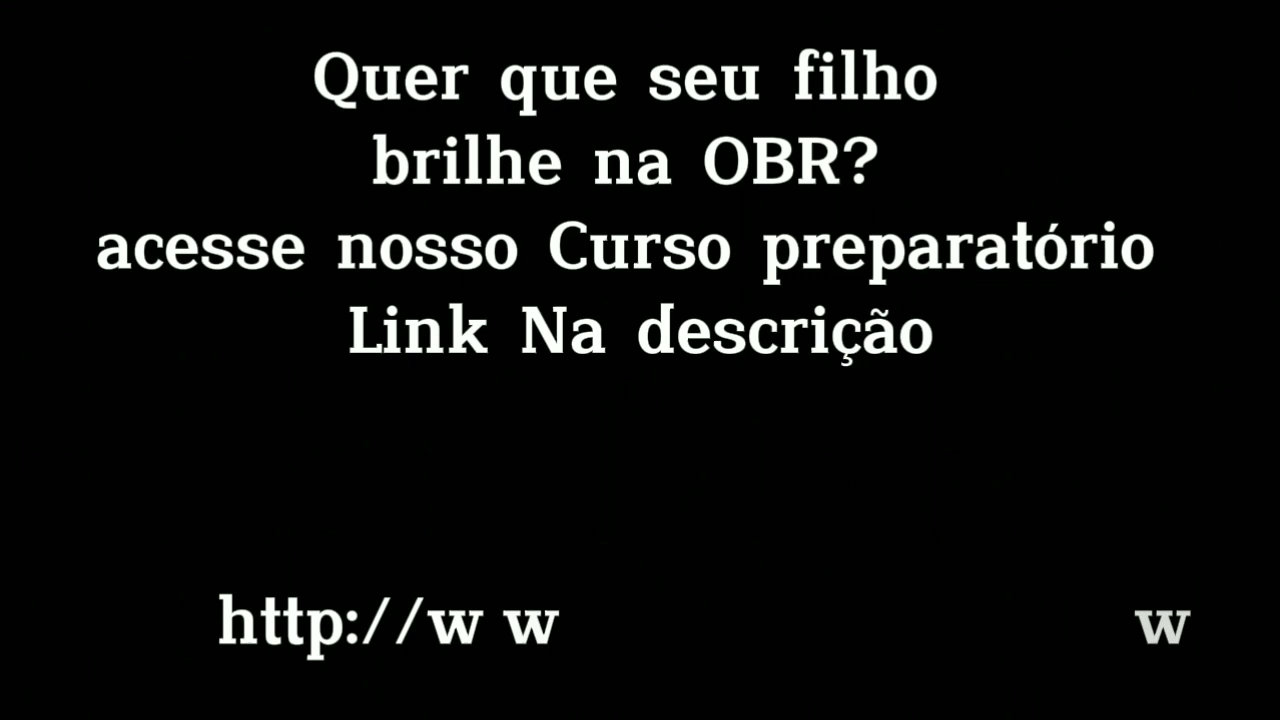 Quer que seu filho
brilhe na OBR?
acesse nosso Curso preparatório
Link Na descrição
http://w w w